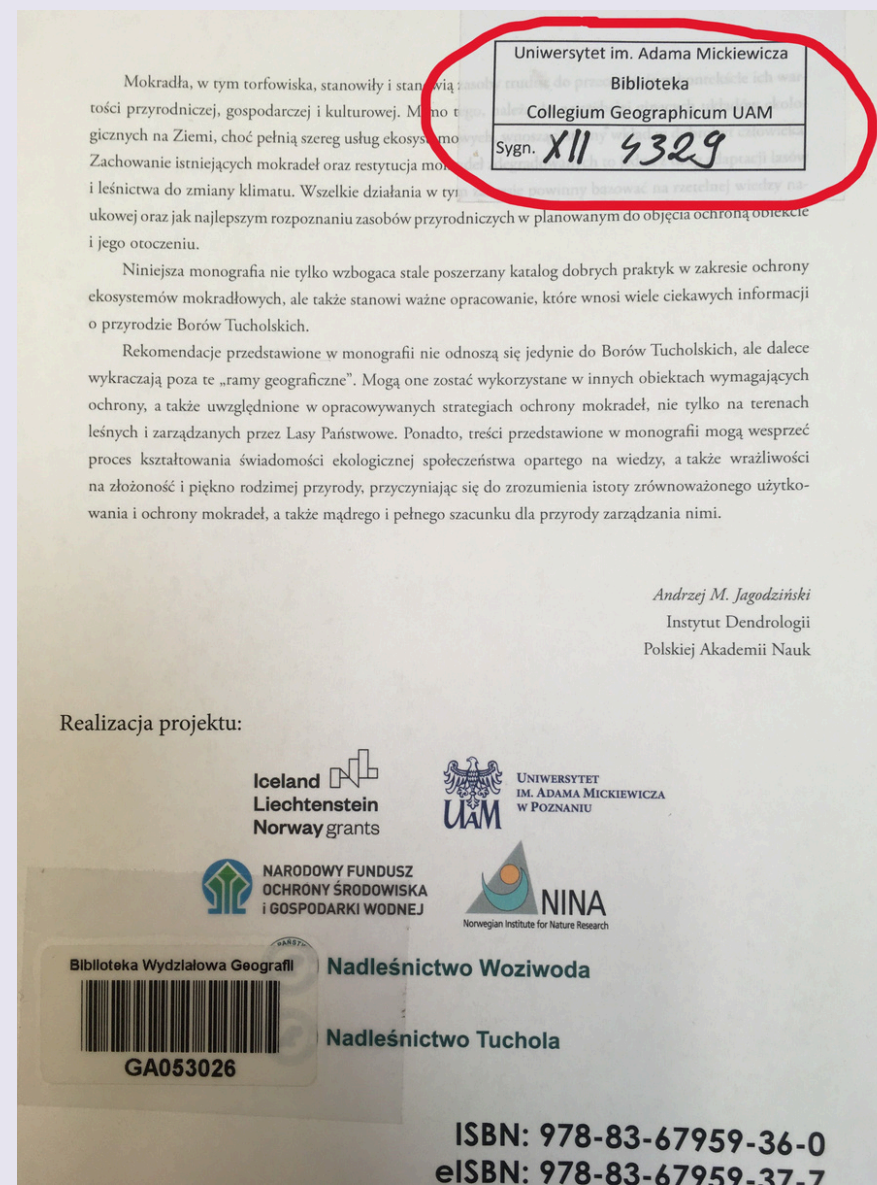 Uniwersytet im. Adama Mickiewicza
Biblioteka
Collegium Geographicum UAM
Sygn. XII 4329
Mokradła, w tym torfowiska, stanowiły i stanowią
tości przyrodniczej, gospodarczej i kulturowej.
gicznych na Ziemi, choć pełnią szereg usług
Zachowanie istniejących mokradeł oraz restytucja
i leśnictwa do zmiany klimatu. Wszelkie działania w powinny bazować na rzetelnej wiedzy na-
ukowej oraz jak najlepszym rozpoznaniu zasobów przyrodniczych w planowanym do objęcia ochroną obiekcie
i jego otoczeniu.
Niniejsza monografia nie tylko wzbogaca stale poszerzany katalog dobrych praktyk w zakresie ochrony
ekosystemów mokradłowych, ale także stanowi ważne opracowanie, które wnosi wiele ciekawych informacji
o przyrodzie Borów Tucholskich.
Rekomendacje przedstawione w monografii nie odnoszą się jedynie do Borów Tucholskich, ale dalece
wykraczają poza te „ramy geograficzne”. Mogą one zostać wykorzystane w innych obiektach wymagających
ochrony, a także uwzględnione w opracowywanych strategiach ochrony mokradeł, nie tylko na terenach
leśnych i zarządzanych przez Lasy Państwowe. Ponadto, treści przedstawione w monografii mogą wesprzeć
proces kształtowania świadomości ekologicznej społeczeństwa opartego na wiedzy, a także wrażliwości
na złożoność i piękno rodzimej przyrody, przyczyniając się do zrozumienia istoty zrównoważonego użytko-
wania i ochrony mokradeł, a także mądrego i pełnego szacunku dla przyrody zarządzania nimi.
Andrzej M. Jagodziński
Instytut Dendrologii
Polskiej Akademii Nauk
Realizacja projektu:
Iceland
Liechtenstein
Norway grants
UAM
UNIWERSYTET
IM. ADAMA MICKIEWICZA
W POZNANIU
NARODOWY FUNDUSZ
OCHRONY ŚRODOWISKA
i GOSPODARKI WODNEJ
NINA
Norwegian Institute for Nature Research
Biblioteka Wydziałowa Geografii
GA053026
Nadleśnictwo Woziwoda
Nadleśnictwo Tuchola
ISBN: 978-83-67959-36-0
eISBN: 978-83-67959-37-7